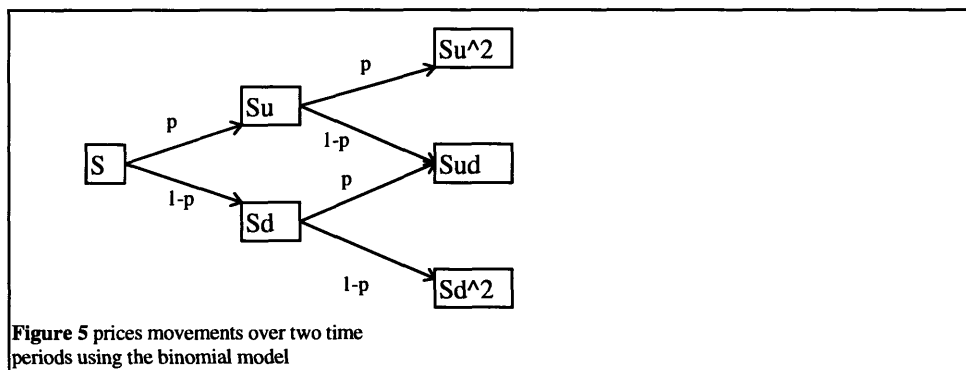 Su^2
p
Su
p
1-p
S
Sud
p
1-p
Sd
1-p
Sd^2
Figure 5 prices movements over two time
periods using the binomial model